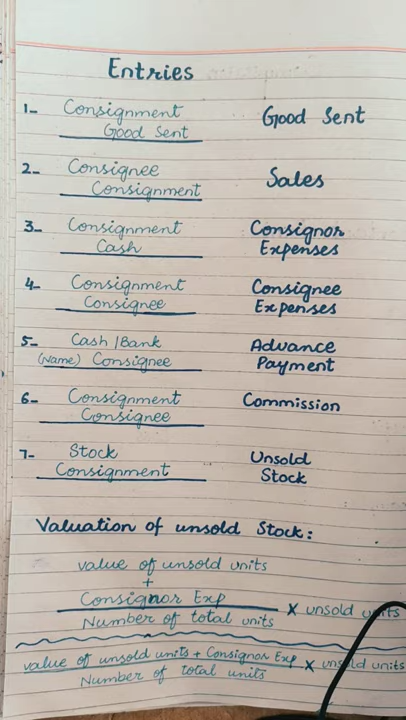 Entries
1- Consignment Good Sent
Good Sent
2- Consignee Sales
Consignment
3- Consignment Consignor
Cash Expenses
4- Consignment Consignee
Consignee Expenses
5- Cash/Bank Advance
(Name) Consignee Payment
6- Consignment Commission
Consignee
7- Stock Unsold
Consignment Stock
Valuation of unsold Stock:
value of unsold units
+
Consignor Exp × unsold units
Number of total units
value of unsold units + Consignor Exp × unsold units
Number of total units